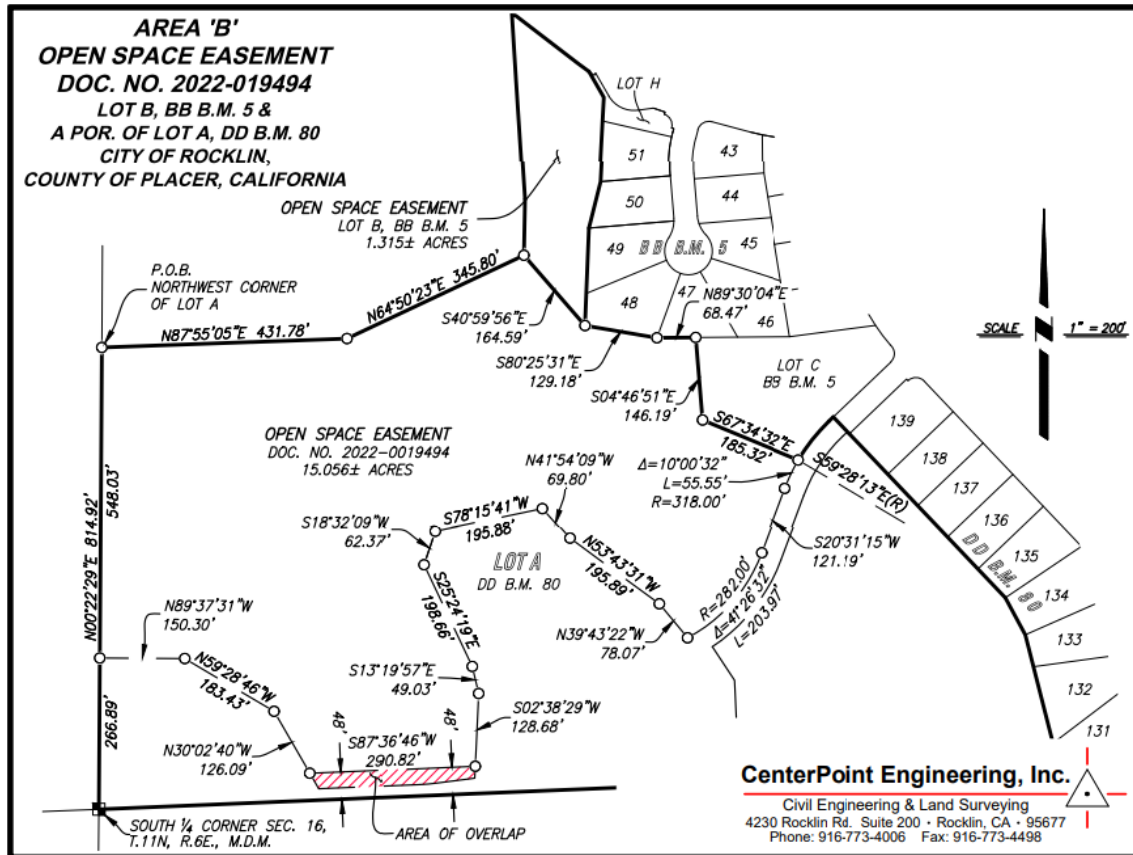 AREA 'B'
OPEN SPACE EASEMENT
DOC. NO. 2022-019494
LOT B, BB B.M. 5 &
A POR. OF LOT A, DD B.M. 80
CITY OF ROCKLIN,
COUNTY OF PLACER, CALIFORNIA
LOT H
51
43
50
44
49
BB B.M. 5
45
48
47
46
OPEN SPACE EASEMENT
LOT B, BB B.M. 5
1.315± ACRES
P.O.B.
NORTHWEST CORNER
OF LOT A
N87°55'05"E 431.78'
N64°50'23"E 345.80'
S40°59'56"E
164.59'
N89°30'04"E
68.47'
S80°25'31"E
129.18'
S04°46'51"E
146.19'
LOT C
BB B.M. 5
SCALE N 1" = 200'
S67°34'32"E
185.32'
S59°28'13"E(R)
Δ=10°00'32"
L=55.55'
R=318.00'
139
138
137
136
135
134
133
132
131
DD B.M. 80
OPEN SPACE EASEMENT
DOC. NO. 2022-0019494
15.056± ACRES
N41°54'09"W
69.80'
S78°15'41"W
195.88'
S18°32'09"W
62.37'
LOT A
DD B.M. 80
N53°43'31"W
195.89'
S20°31'15"W
121.19'
R=282.00'
Δ=41°26'32"
L=203.97'
N39°43'22"W
78.07'
S25°24'19"E
198.66'
S13°19'57"E
49.03'
S02°38'29"W
128.68'
N00°22'29"E 814.92'
548.03'
266.89'
N89°37'31"W
150.30'
N59°28'46"W
183.43'
N30°02'40"W
126.09'
48'
S87°36'46"W
290.82'
48'
AREA OF OVERLAP
SOUTH ¼ CORNER SEC. 16,
T.11N, R.6E., M.D.M.
CenterPoint Engineering, Inc.
Civil Engineering & Land Surveying
4230 Rocklin Rd. Suite 200 • Rocklin, CA • 95677
Phone: 916-773-4006 Fax: 916-773-4498